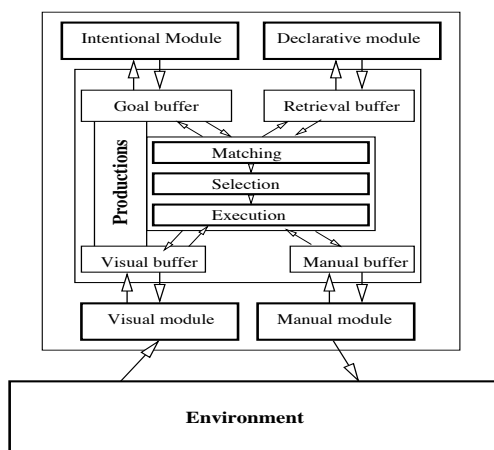 Intentional Module
Declarative module
Goal buffer
Retrieval buffer
Productions
Matching
Selection
Execution
Visual buffer
Manual buffer
Visual module
Manual module
Environment